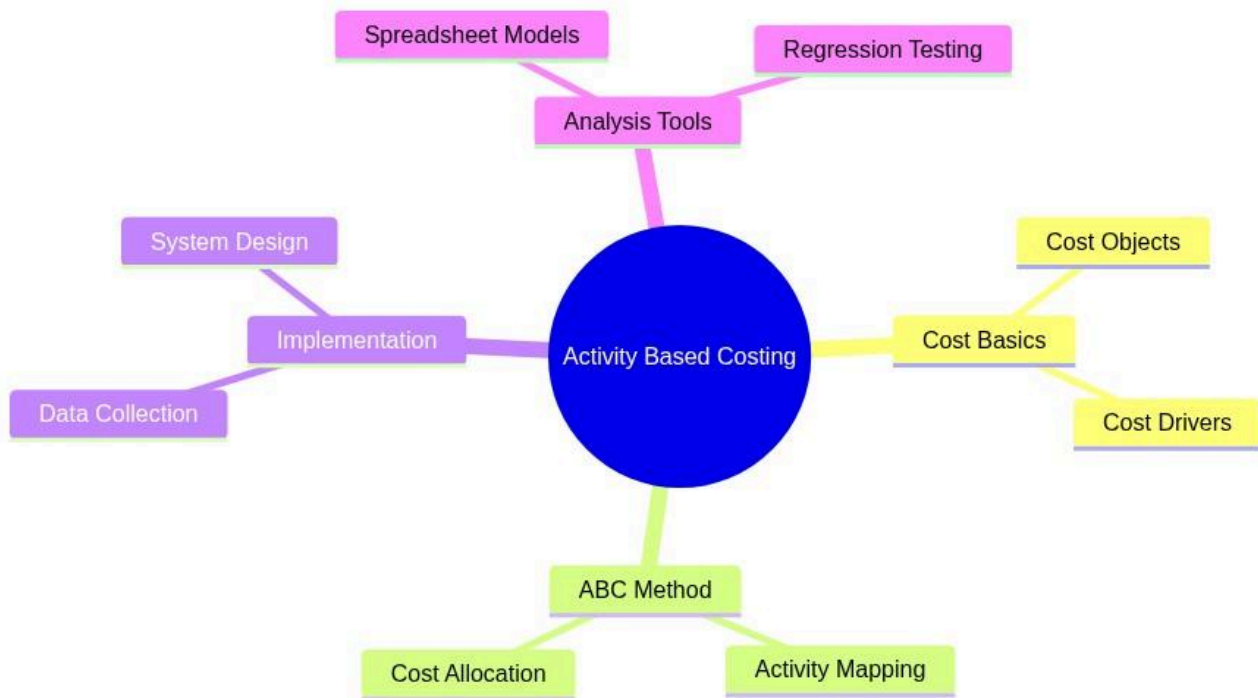 Spreadsheet Models
Regression Testing
Analysis Tools
System Design
Cost Objects
Implementation
Activity Based Costing
Cost Basics
Data Collection
Cost Drivers
ABC Method
Cost Allocation
Activity Mapping